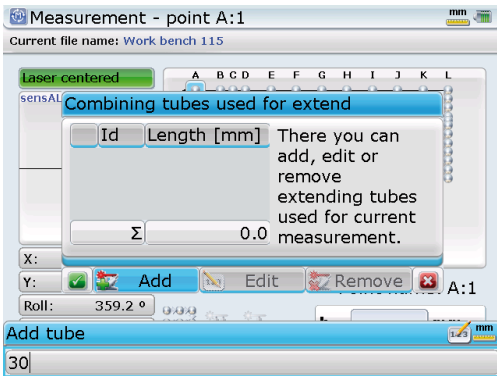 Measurement - point A:1
mm
Current file name: Work bench 115
Laser centered
A B C D E F G H I J K L
sensAL
Combining tubes used for extend
Id Length [mm]
Σ 0.0
There you can
add, edit or
remove
extending tubes
used for current
measurement.
X:
Y:
Add Edit Remove
A:1
Roll: 359.2 º
Add tube
123 mm
30